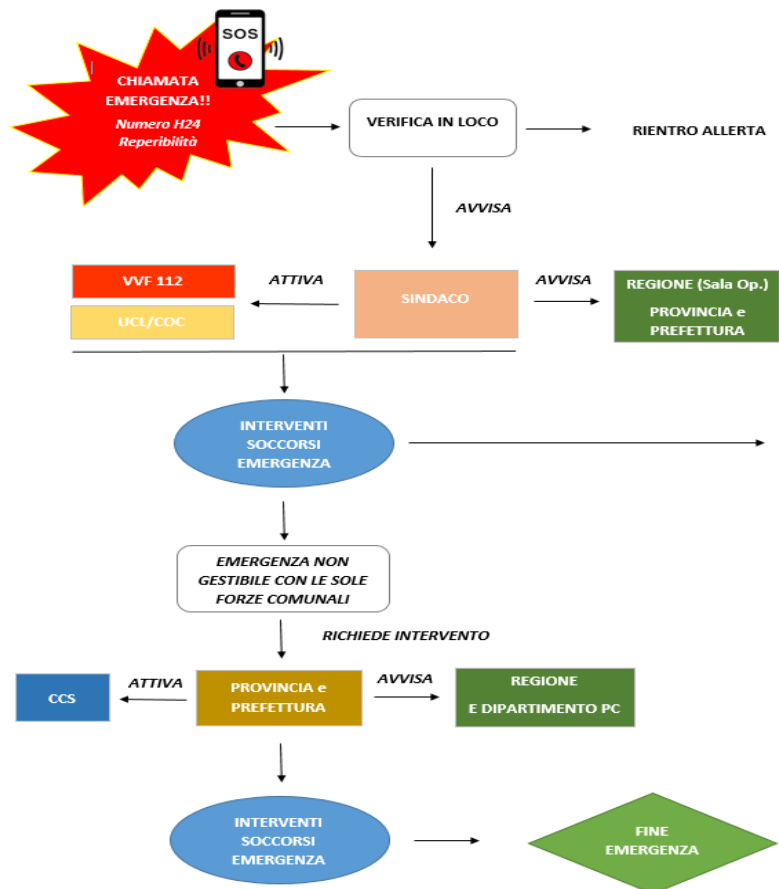 SOS
CHIAMATA
EMERGENZA!!
Numero H24
Reperibilità
VERIFICA IN LOCO
RIENTRO ALLERTA
AVVISA
VVF 112
UCL/COC
ATTIVA
SINDACO
AVVISA
REGIONE (Sala Op.)
PROVINCIA e
PREFETTURA
INTERVENTI
SOCCORSI
EMERGENZA
EMERGENZA NON
GESTIBILE CON LE SOLE
FORZE COMUNALI
RICHIEDE INTERVENTO
CCS
ATTIVA
PROVINCIA e
PREFETTURA
AVVISA
REGIONE
E DIPARTIMENTO PC
INTERVENTI
SOCCORSI
EMERGENZA
FINE
EMERGENZA